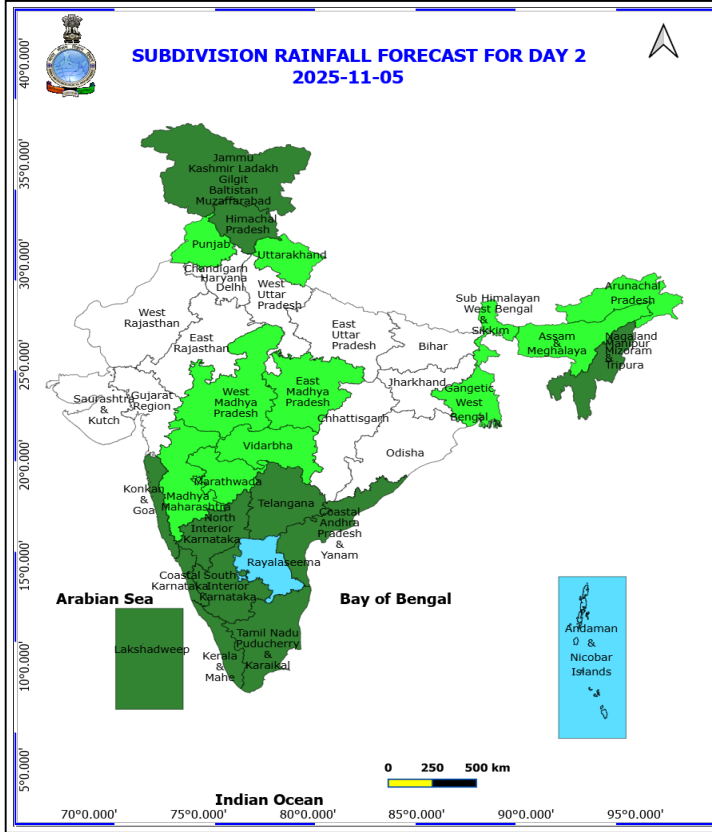 SUBDIVISION RAINFALL FORECAST FOR DAY 2
2025-11-05
40°0.000'
35°0.000'
30°0.000'
25°0.000'
20°0.000'
15°0.000'
10°0.000'
5°0.000'
Jammu
Kashmir Ladakh
Gilgit
Baltistan
Muzaffarabad
Himachal
Pradesh
Punjab
Uttarakhand
Chandigarh
Haryana
Delhi
West
Uttar
Pradesh
West
Rajasthan
East
Rajasthan
East
Uttar
Pradesh
Bihar
Sub Himalayan
West Bengal
&
Sikkim
Arunachal
Pradesh
Assam
&
Meghalaya
Nagaland
Manipur
Mizoram
&
Tripura
Saurashtra
&
Kutch
Gujarat
Region
West
Madhya
Pradesh
East
Madhya
Pradesh
Jharkhand
Gangetic
West
Bengal
Chhattisgarh
Odisha
Vidarbha
Marathwada
Madhya
Maharashtra
Konkan
&
Goa
North
Interior
Karnataka
Telangana
Coastal
Andhra
Pradesh
&
Yanam
Rayalaseema
Coastal
Karnataka
South
Interior
Karnataka
Arabian Sea
Bay of Bengal
Lakshadweep
Kerala
&
Mahe
Tamil Nadu
Puducherry
&
Karaikal
Andaman
&
Nicobar
Islands
0 250 500 km
Indian Ocean
70°0.000' 75°0.000' 80°0.000' 85°0.000' 90°0.000' 95°0.000'